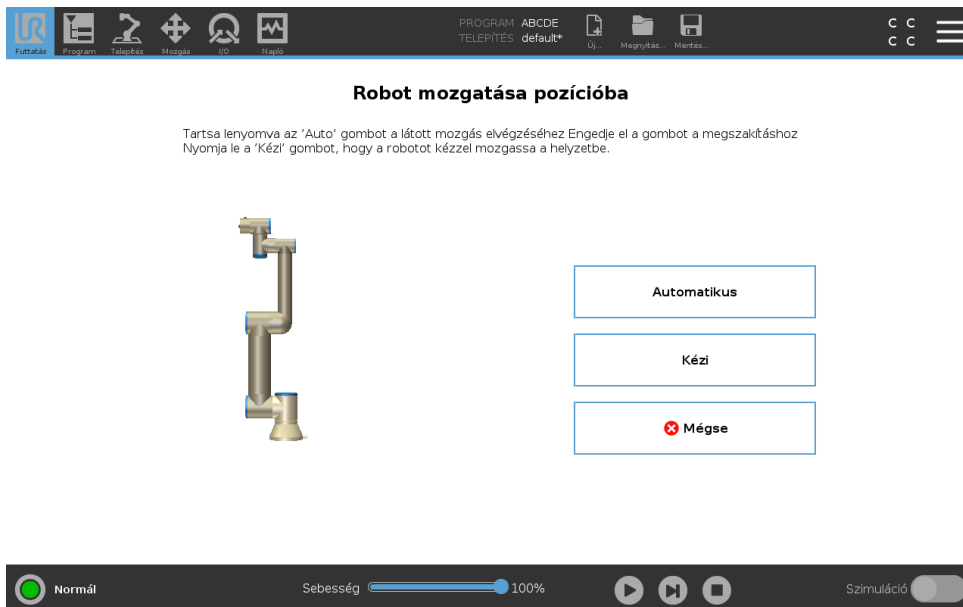 UR
Futtatás
Program
Telepítés
Mozgás
I/O
Napló
PROGRAM ABCDE
TELEPÍTÉS default*
Új...
Megnyitás...
Mentés...
C C
C C
Robot mozgatása pozícióba
Tartsa lenyomva az 'Auto' gombot a látott mozgás elvégzéséhez Engedje el a gombot a megszakításhoz
Nyomja le a 'Kézi' gombot, hogy a robotot kézzel mozgassa a helyzetbe.
Automatikus
Kézi
Mégse
Normál
Sebesség 100%
Szimuláció